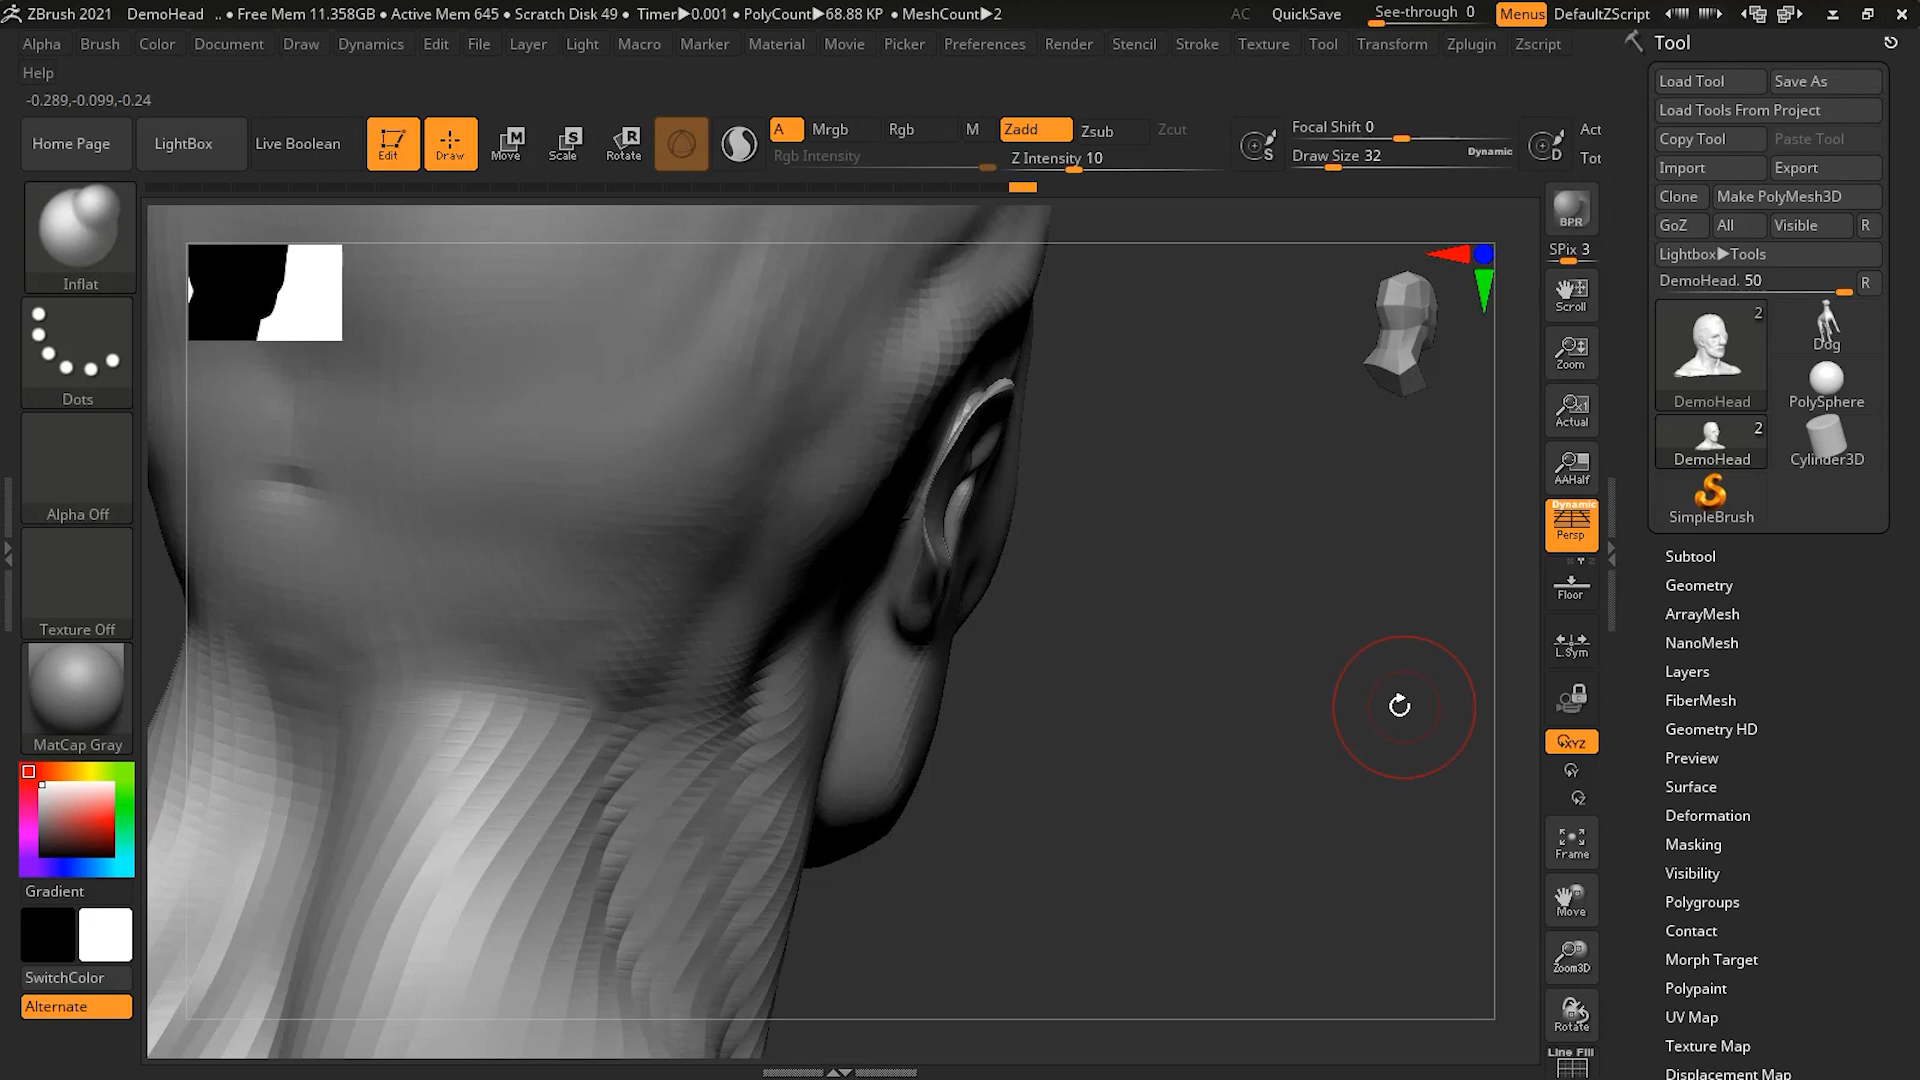 ZBrush 2021 DemoHead .. • Free Mem 11.358GB • Active Mem 645 • Scratch Disk 49 • Timer▶0.001 • PolyCount▶68.88 KP • MeshCount▶2 AC QuickSave See-through 0 Menus DefaultZScript
Alpha Brush Color Document Draw Dynamics Edit File Layer Light Macro Marker Material Movie Picker Preferences Render Stencil Stroke Texture Tool Transform Zplugin Zscript
Help
-0.289,-0.099,-0.24
Home Page LightBox Live Boolean Edit Draw Move Scale Rotate
A Mrgb Rgb M Zadd Zsub Zcut
Rgb Intensity Z Intensity 10
Focal Shift 0
Draw Size 32 Dynamic
S D
Act
Tot
Inflat
Dots
Alpha Off
Texture Off
MatCap Gray
Gradient
SwitchColor
Alternate
BPR
SPix 3
Scroll
Zoom
Actual
AAHalf
Dynamic
Persp
Floor
L.Sym
XYZ
Y
Z
Frame
Move
Zoom3D
Rotate
Line Fill
Tool
Load Tool Save As
Load Tools From Project
Copy Tool Paste Tool
Import Export
Clone Make PolyMesh3D
GoZ All Visible R
Lightbox▶Tools
DemoHead. 50 R
2
DemoHead Dog
PolySphere
2
DemoHead Cylinder3D
SimpleBrush
Subtool
Geometry
ArrayMesh
NanoMesh
Layers
FiberMesh
Geometry HD
Preview
Surface
Deformation
Masking
Visibility
Polygroups
Contact
Morph Target
Polypaint
UV Map
Texture Map
Displacement Map